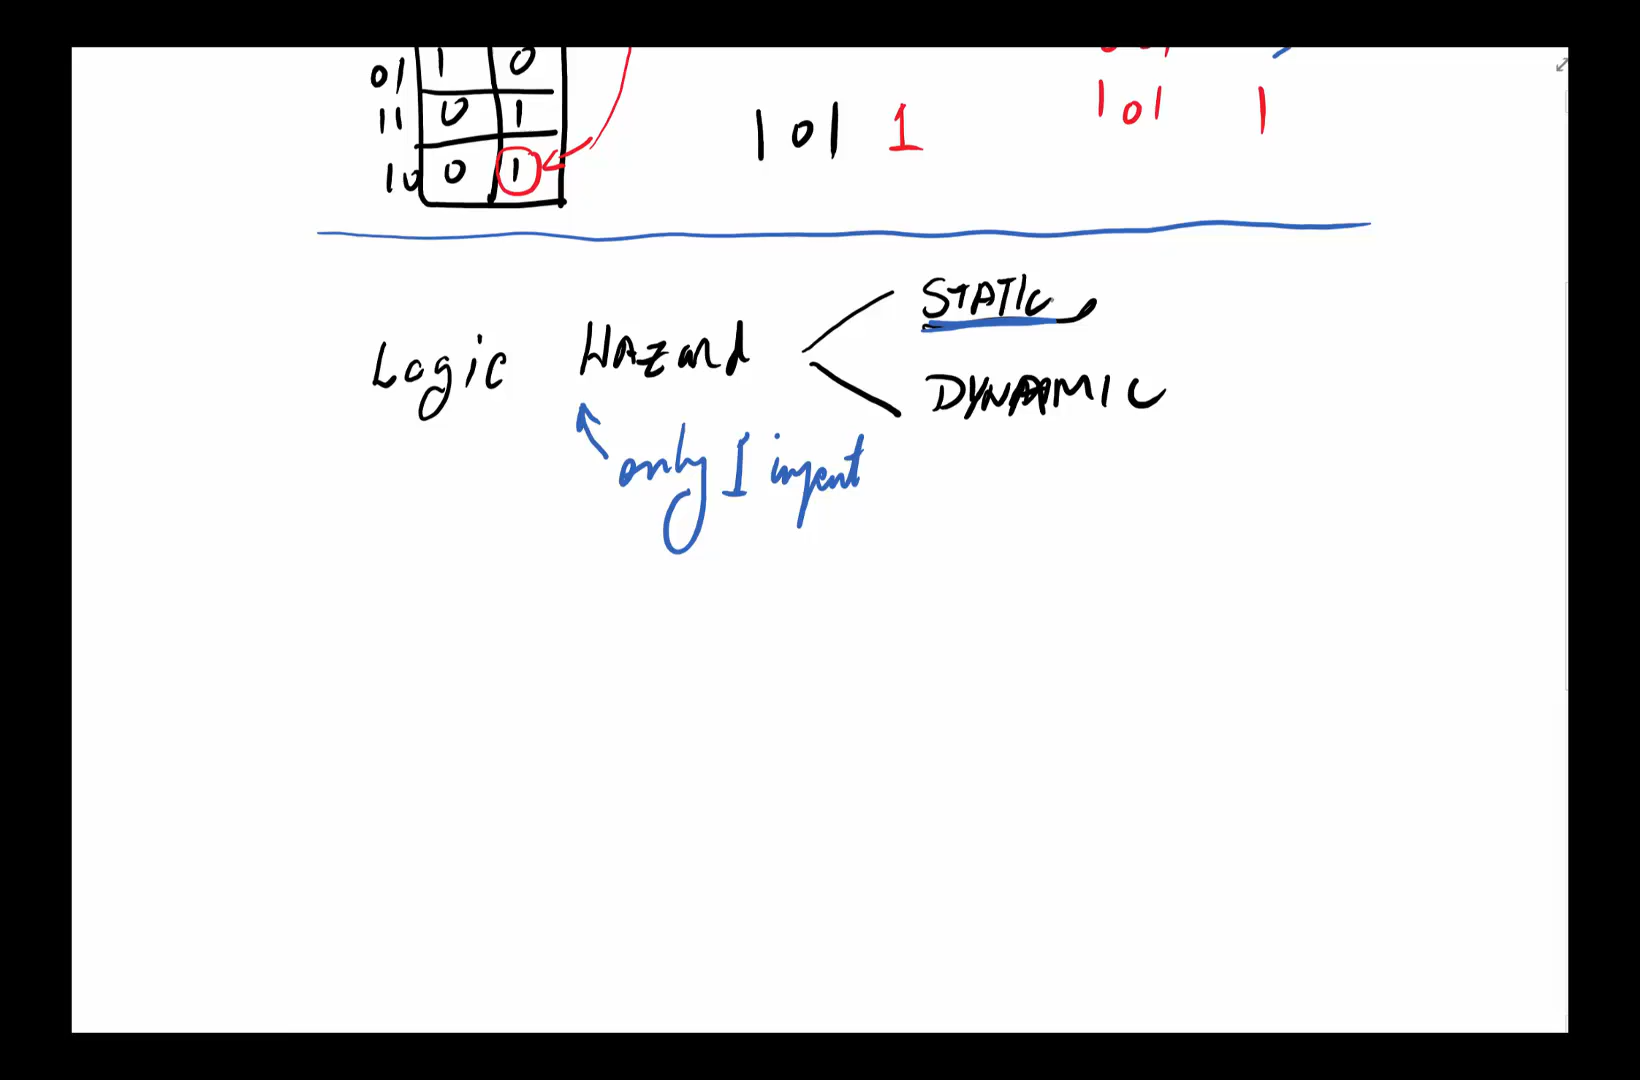 01 1 0
11 0 1
10 0 1
101 1
101 1
Logic Hazard
STATIC
DYNAMIC
only 1 input